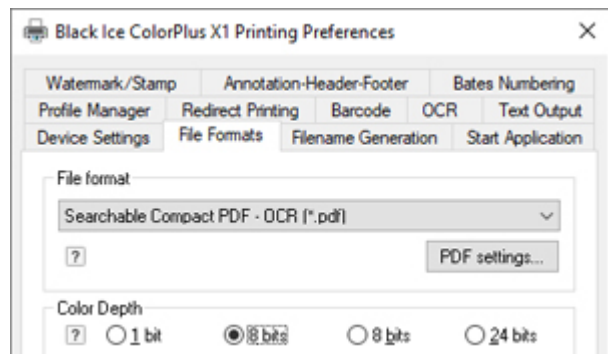 Black Ice ColorPlus X1 Printing Preferences
Watermark/Stamp Annotation-Header-Footer Bates Numbering
Profile Manager Redirect Printing Barcode OCR Text Output
Device Settings File Formats Filename Generation Start Application
File format
Searchable Compact PDF - OCR (*.pdf)
? PDF settings...
Color Depth
? 1 bit 8 bits 8 bits 24 bits